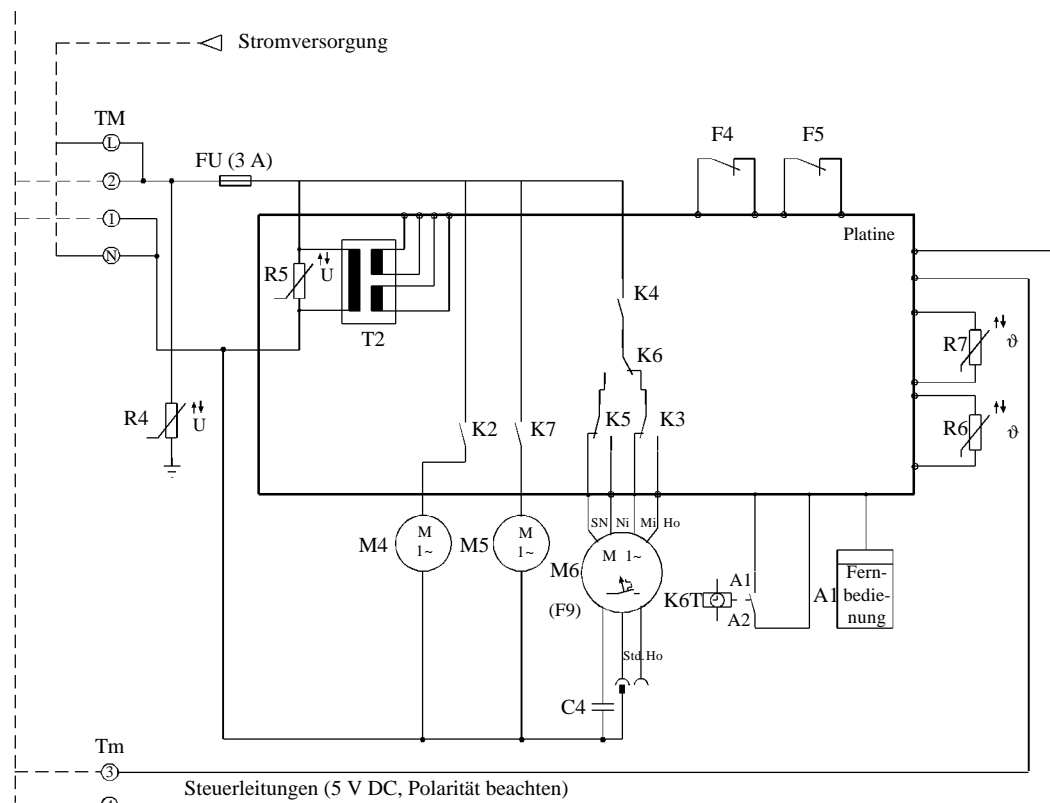 Stromversorgung
TM
L
FU (3 A)
2
1
N
F4
F5
Platine
R5
U
T2
K4
K6
R7
ϑ
R4
U
K2
K7
K5
K3
R6
ϑ
SN
Ni
Mi
Ho
M4
M
1~
M5
M
1~
M6
M 1~
(F9)
K6T
A1
A2
A1
Fern-
bedie-
nung
Std.
Ho
C4
Tm
3
Steuerleitungen (5 V DC, Polarität beachten)